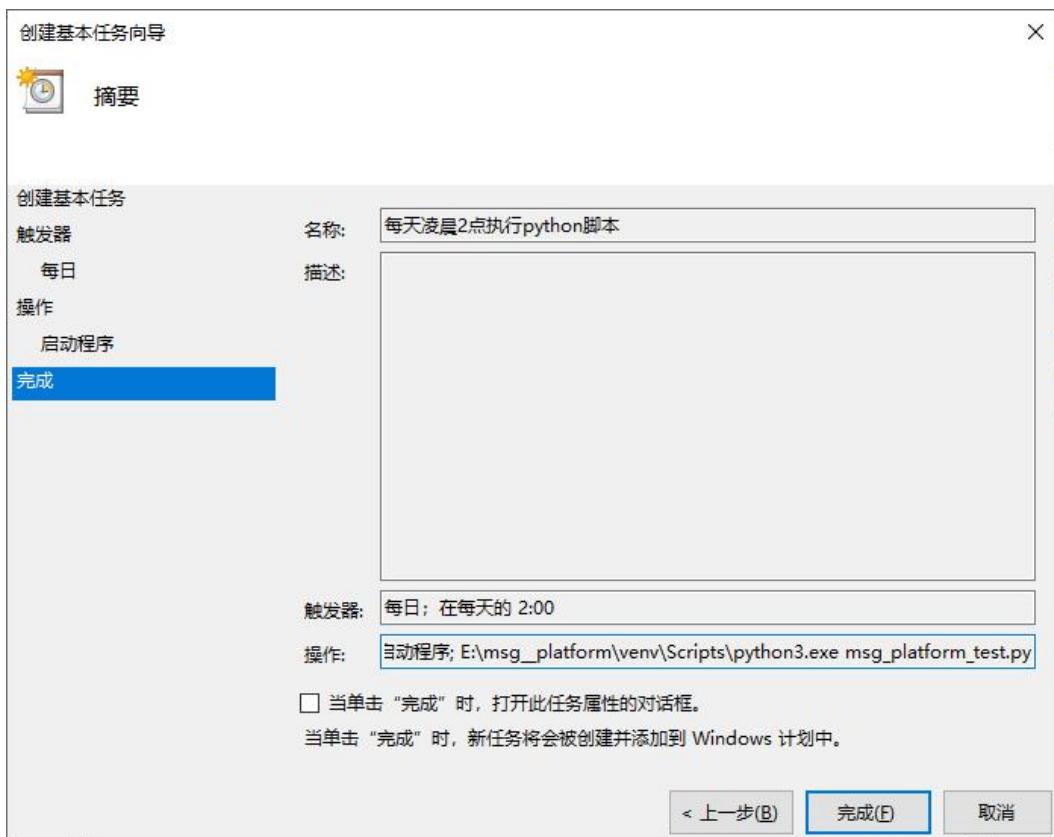 创建基本任务向导
摘要
创建基本任务
触发器
每日
操作
启动程序
完成
名称: 每天凌晨2点执行python脚本
描述:
触发器: 每日；在每天的 2:00
操作: 启动程序; E:\msg__platform\venv\Scripts\python3.exe msg_platform_test.py
当单击“完成”时，打开此任务属性的对话框。
当单击“完成”时，新任务将会被创建并添加到 Windows 计划中。
< 上一步(B) 完成(F) 取消